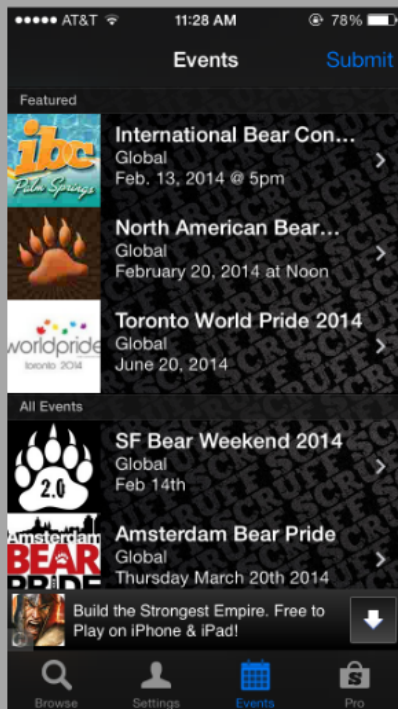 AT&T 11:28 AM 78%
Events Submit
Featured
ibc
Palm Springs
International Bear Con...
Global
Feb. 13, 2014 @ 5pm
North American Bear...
Global
February 20, 2014 at Noon
worldpride
toronto 2014
Toronto World Pride 2014
Global
June 20, 2014
All Events
2.0
SF Bear Weekend 2014
Global
Feb 14th
Amsterdam
BEAR
PRIDE
Amsterdam Bear Pride
Global
Thursday March 20th 2014
Build the Strongest Empire. Free to
Play on iPhone & iPad!
S
Browse Settings Events Pro
SCRUFF